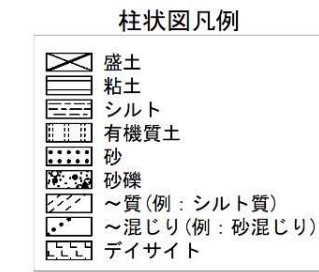 柱状図凡例
盛土
粘土
シルト
有機質土
砂
砂礫
～質(例：シルト質)
～混じり(例：砂混じり)
デイサイト